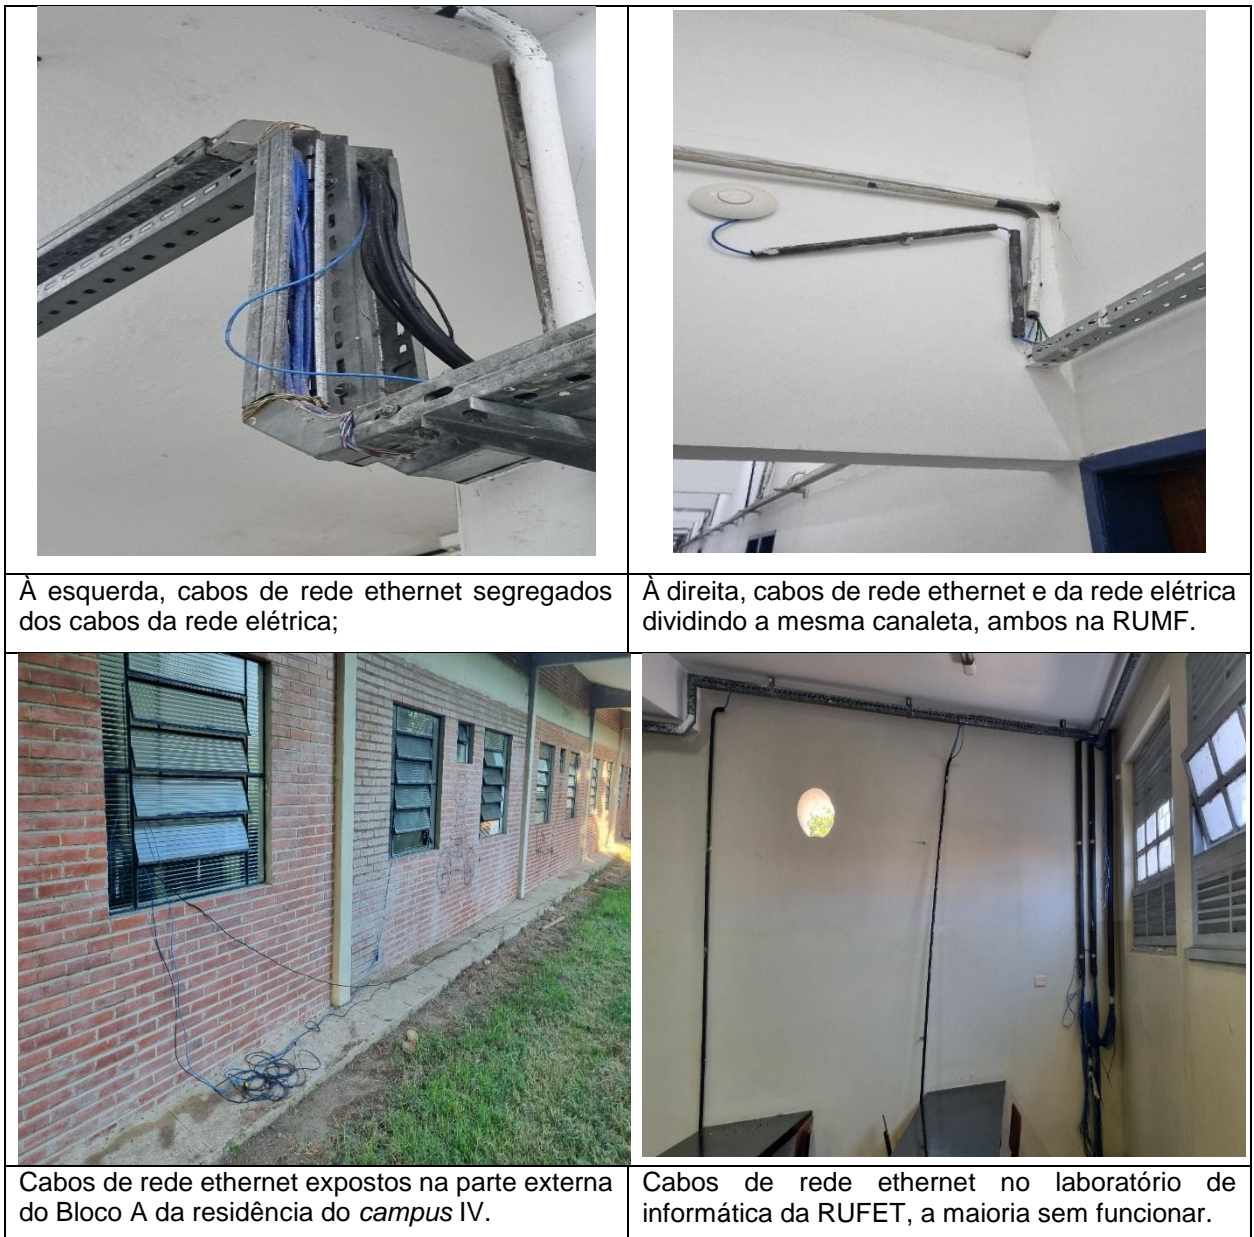 À esquerda, cabos de rede ethernet segregados
dos cabos da rede elétrica;
À direita, cabos de rede ethernet e da rede elétrica
dividindo a mesma canaleta, ambos na RUMF.
Cabos de rede ethernet expostos na parte externa
do Bloco A da residência do campus IV.
Cabos de rede ethernet no laboratório de
informática da RUFET, a maioria sem funcionar.